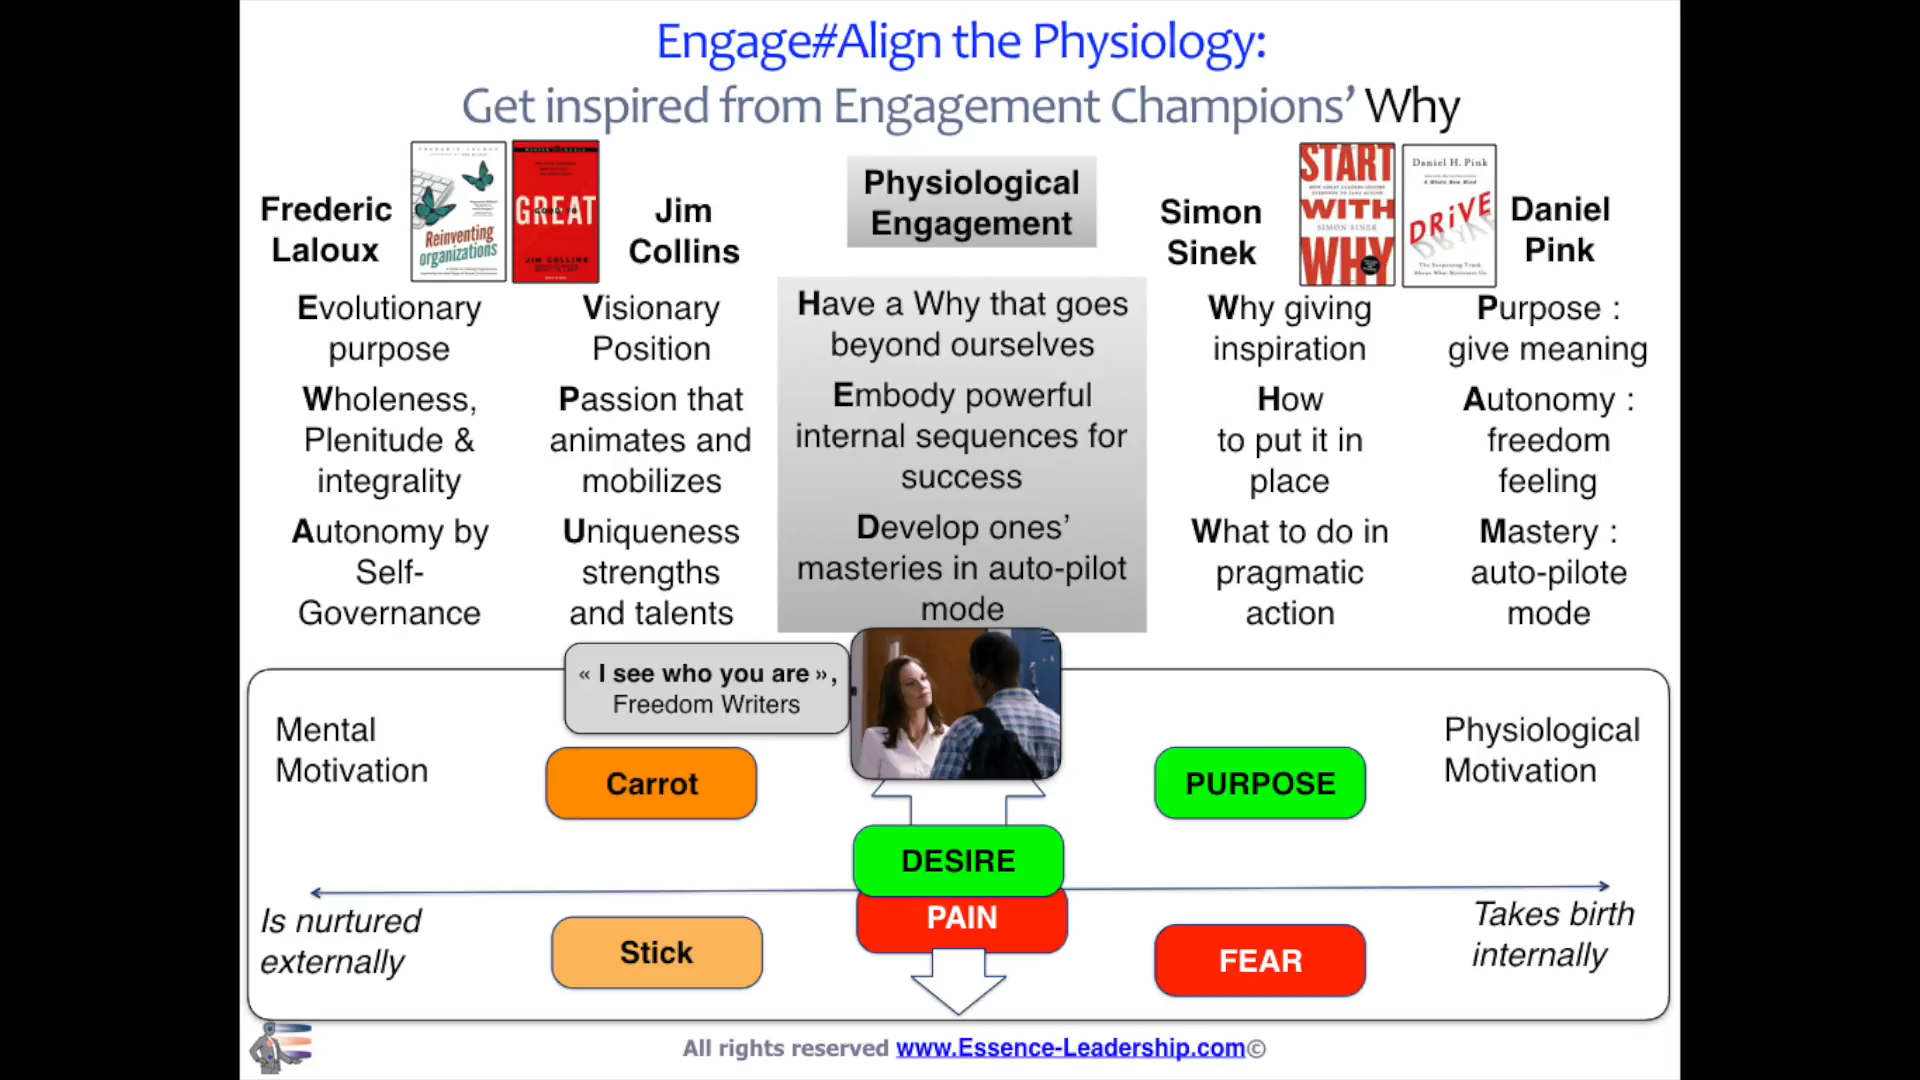 Engage#Align the Physiology:
Get inspired from Engagement Champions' Why
Frederic
Laloux
Reinventing
organizations
GOOD TO
GREAT
JIM COLLINS
Jim
Collins
Physiological
Engagement
Simon
Sinek
START
WITH
SIMON SINEK
WHY
Daniel H. Pink
DRiVE
The Surprising Truth
About What Motivates Us
Daniel
Pink
Evolutionary
purpose
Wholeness,
Plenitude &
integrality
Autonomy by
Self-
Governance
Visionary
Position
Passion that
animates and
mobilizes
Uniqueness
strengths
and talents
Have a Why that goes
beyond ourselves
Embody powerful
internal sequences for
success
Develop ones'
masteries in auto-pilot
mode
Why giving
inspiration
How
to put it in
place
What to do in
pragmatic
action
Purpose :
give meaning
Autonomy :
freedom
feeling
Mastery :
auto-pilote
mode
« I see who you are »,
Freedom Writers
Mental
Motivation
Carrot
PURPOSE
Physiological
Motivation
DESIRE
PAIN
Is nurtured
externally
Stick
FEAR
Takes birth
internally
All rights reserved www.Essence-Leadership.com©